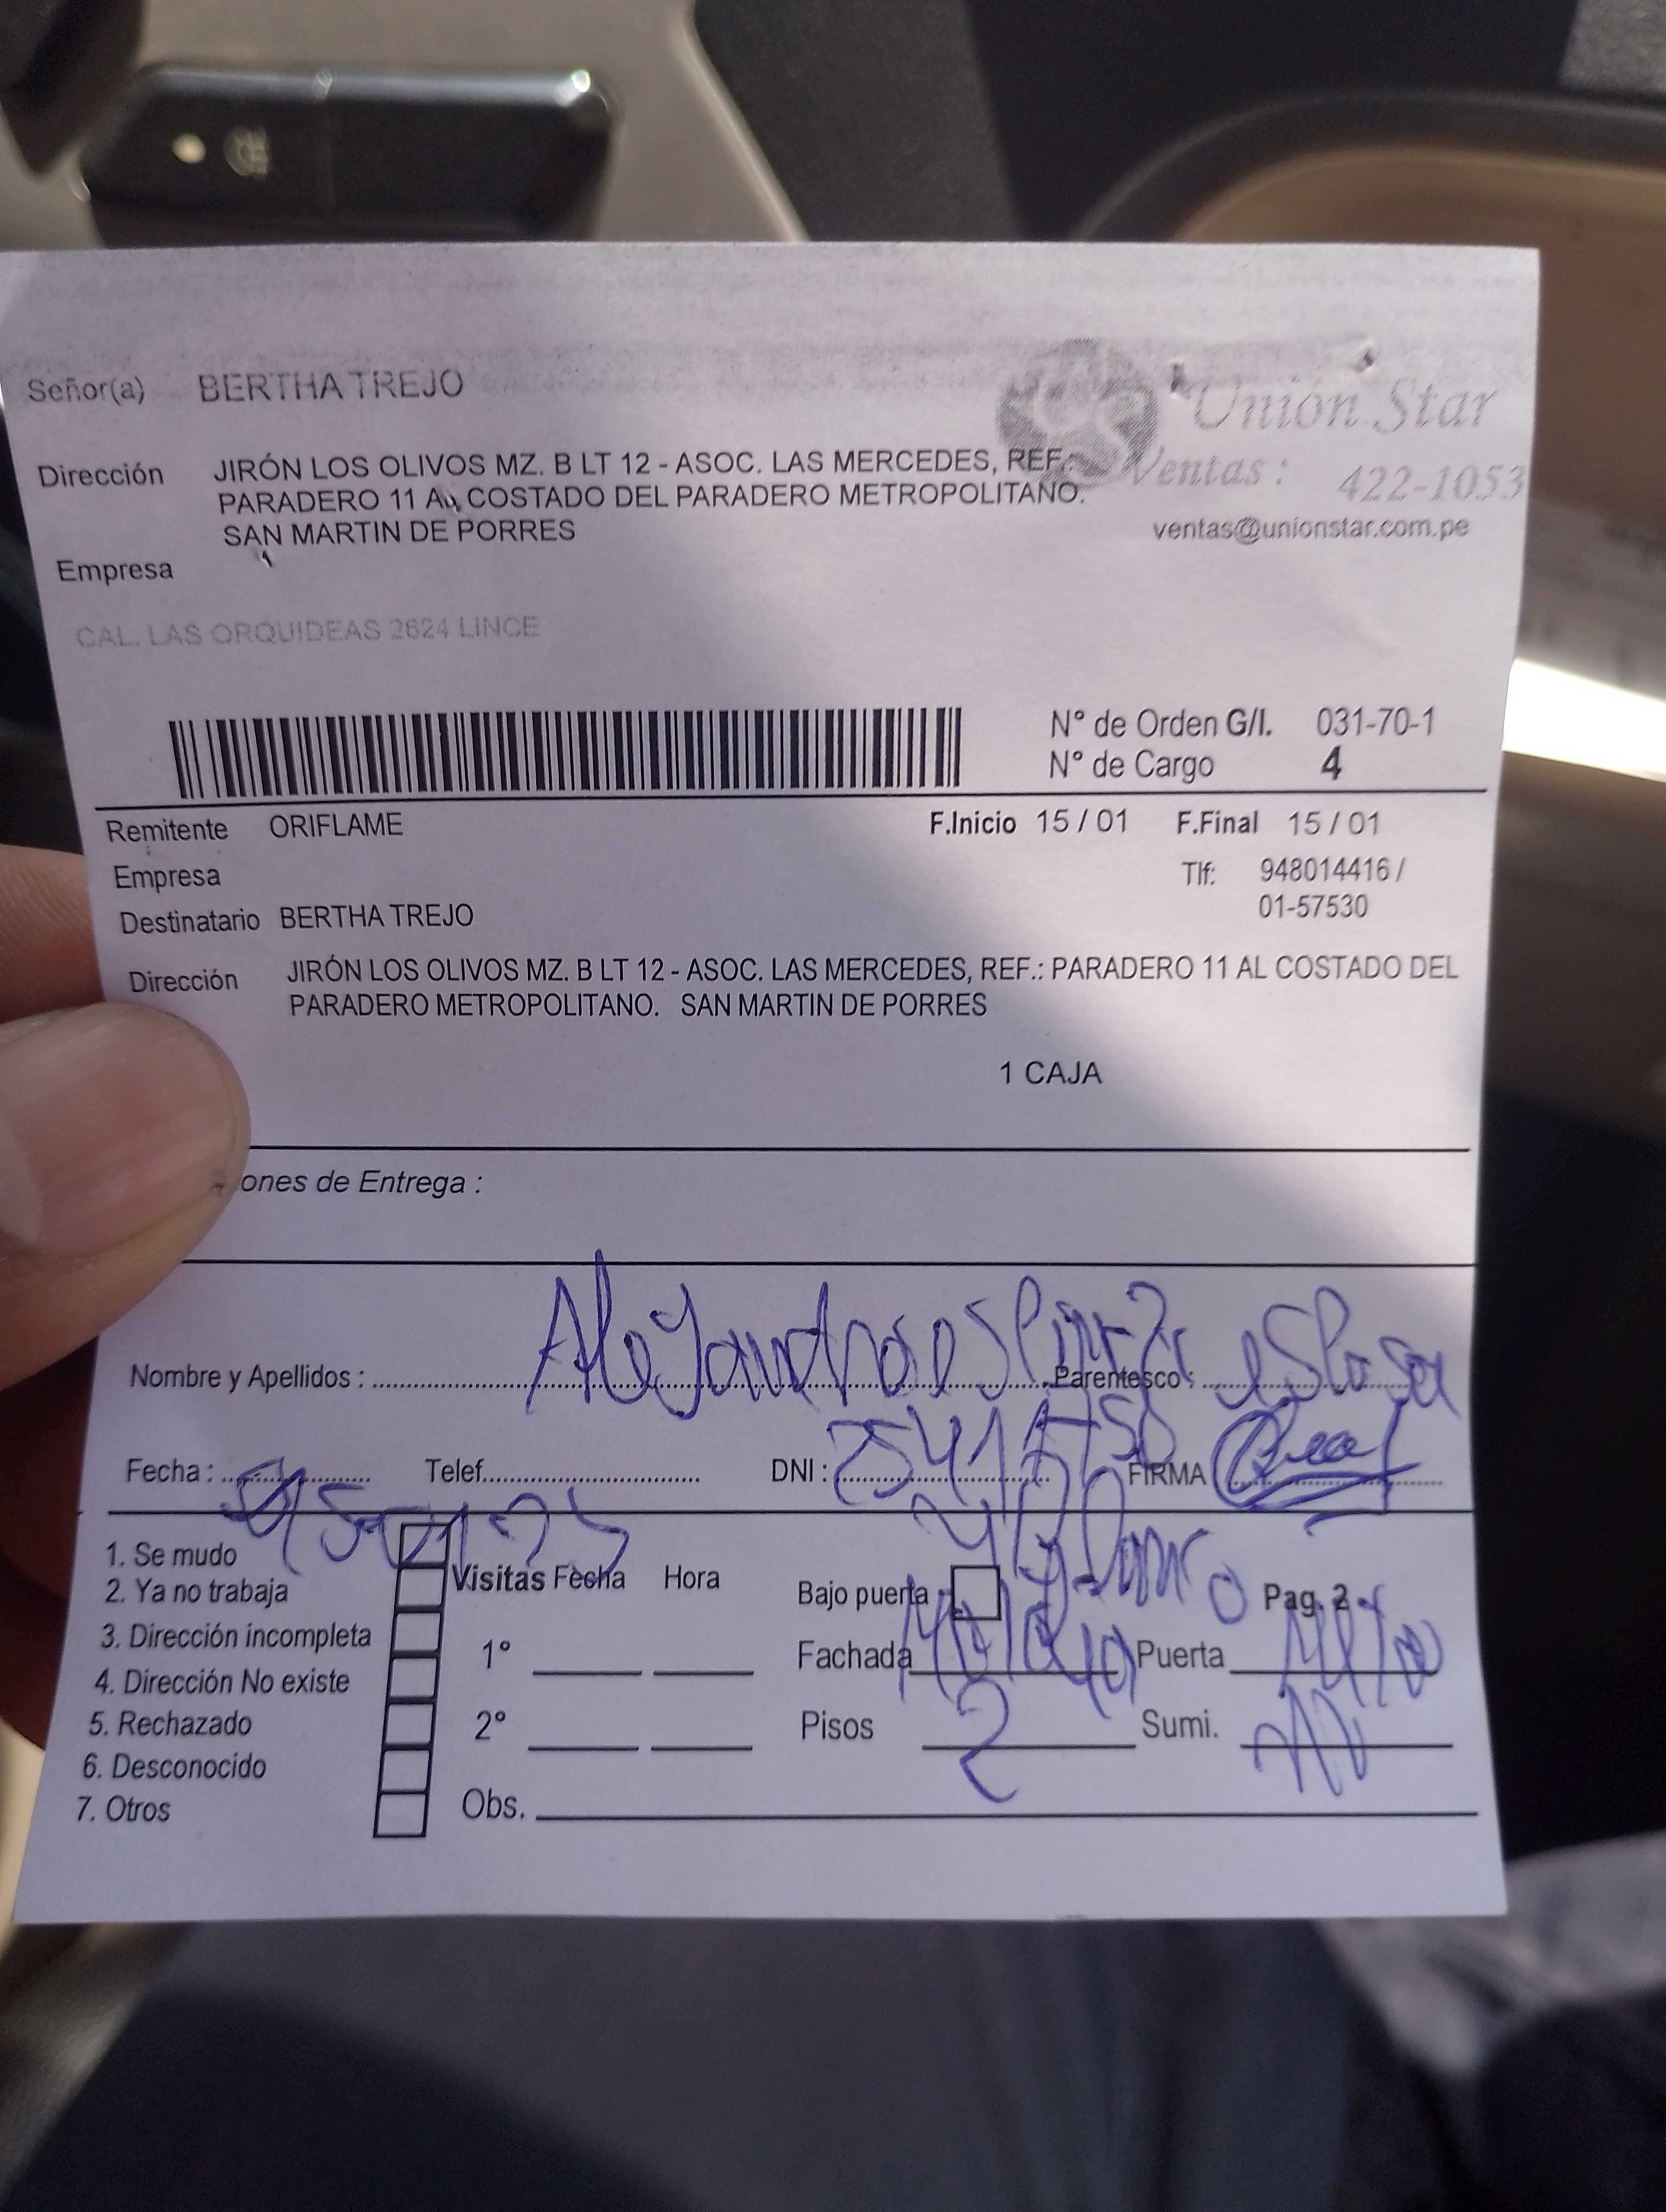 Señor(a) BERTHA TREJO
Union Star
Dirección JIRÓN LOS OLIVOS MZ. B LT 12 - ASOC. LAS MERCEDES, REF.:
Ventas : 422-1053
PARADERO 11 AL COSTADO DEL PARADERO METROPOLITANO.
SAN MARTIN DE PORRES
ventas@unionstar.com.pe
Empresa
CAL. LAS ORQUIDEAS 2624 LINCE
N° de Orden G/I. 031-70-1
N° de Cargo 4
Remitente ORIFLAME F.Inicio 15 / 01 F.Final 15 / 01
Empresa Tlf: 948014416 /
01-57530
Destinatario BERTHA TREJO
Dirección JIRÓN LOS OLIVOS MZ. B LT 12 - ASOC. LAS MERCEDES, REF.: PARADERO 11 AL COSTADO DEL
PARADERO METROPOLITANO. SAN MARTIN DE PORRES
1 CAJA
ones de Entrega :
Nombre y Apellidos : Alejandro Parentesco : esposa
Fecha : Telef. DNI : FIRMA
1. Se mudo
2. Ya no trabaja
3. Dirección incompleta
4. Dirección No existe
5. Rechazado
6. Desconocido
7. Otros
Visitas Fecha Hora
1°
2°
Obs.
Bajo puerta Pag. 2
Fachada Puerta
Pisos 2 Sumi.